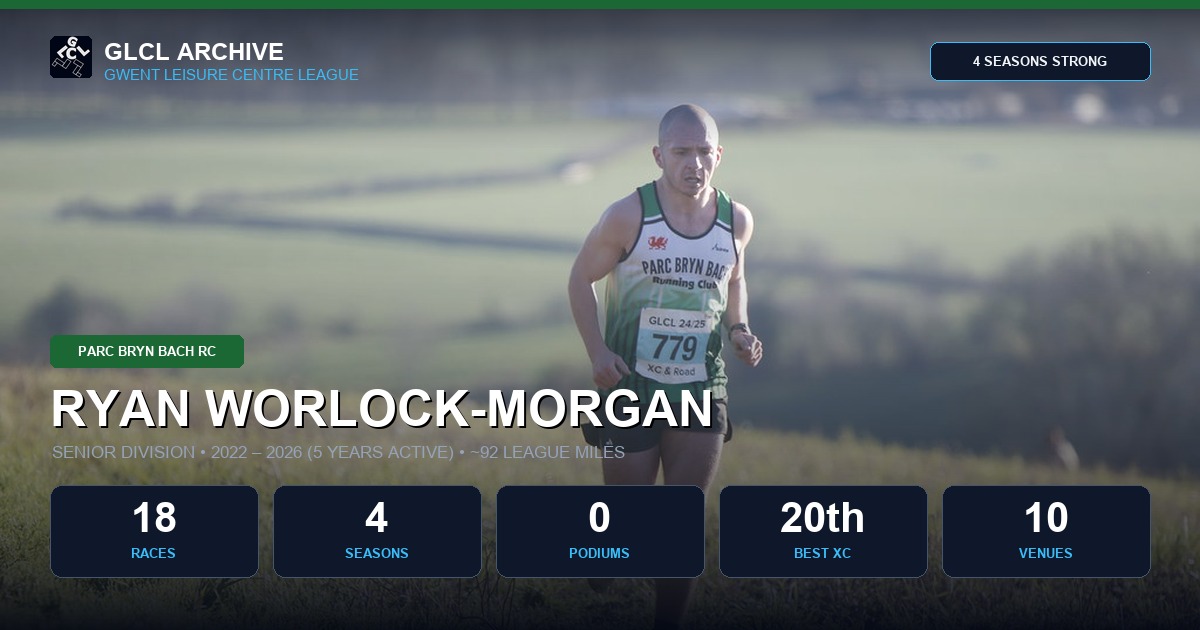 GLCL ARCHIVE
GWENT LEISURE CENTRE LEAGUE
4 SEASONS STRONG
PARC BRYN BAC
Running Club
GLCL 24/25
779
XC & Road
PARC BRYN BACH RC
RYAN WORLOCK-MORGAN
SENIOR DIVISION • 2022 – 2026 (5 YEARS ACTIVE) • ~92 LEAGUE MILES
18
RACES
4
SEASONS
0
PODIUMS
20th
BEST XC
10
VENUES